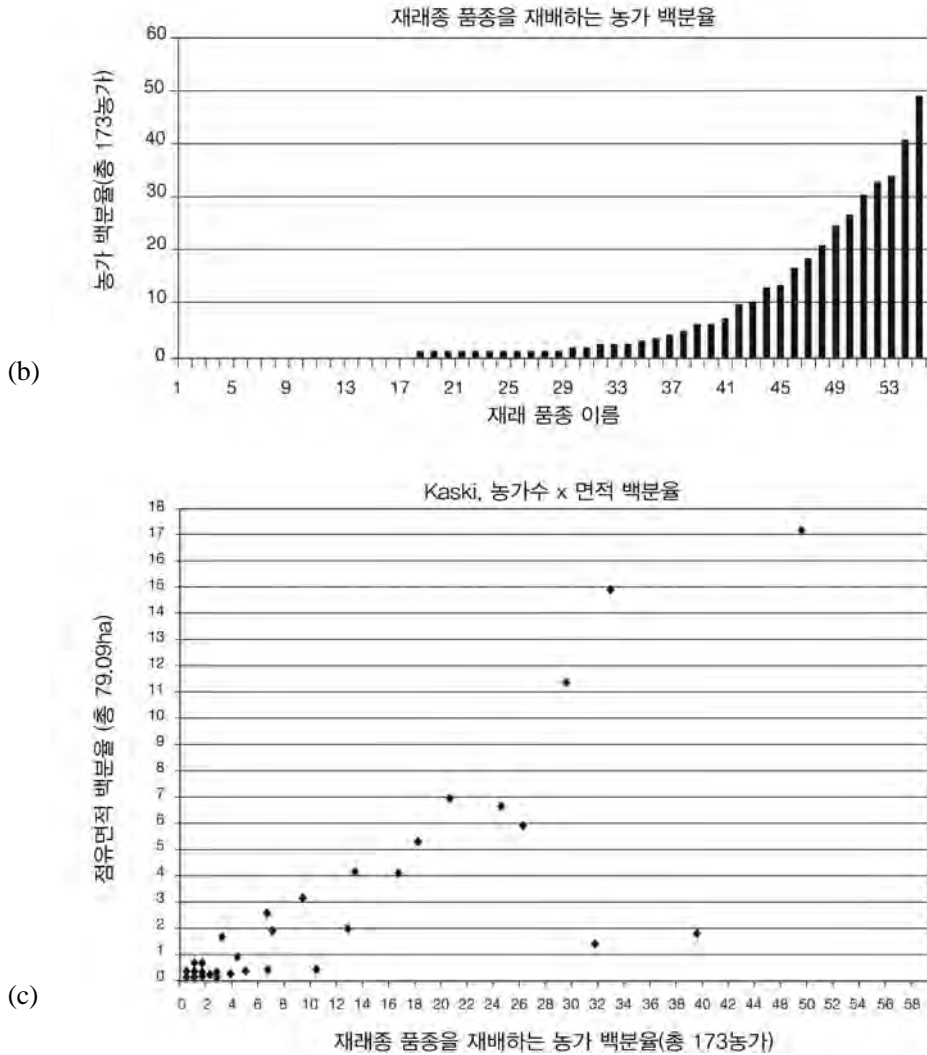 재래종 품종을 재배하는 농가 백분율
농가 백분율(총 173농가)
60
50
40
30
20
10
0
(b)
1 5 9 13 17 21 25 29 33 37 41 45 49 53
재래 품종 이름
Kaski, 농가수 x 면적 백분율
점유면적 백분율 (총 79.09ha)
18
17
16
15
14
13
12
11
10
9
8
7
6
5
4
3
2
1
0
(c)
0 2 4 6 8 10 12 14 16 18 20 22 24 26 28 30 32 34 36 38 40 42 44 46 48 50 52 54 56 58
재래종 품종을 재배하는 농가 백분율(총 173농가)